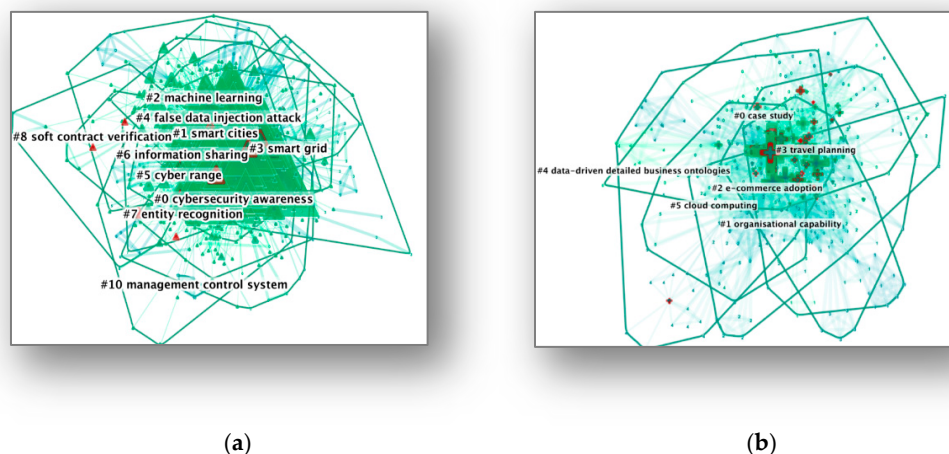 #2 machine learning
#4 false data injection attack
#1 smart cities
#8 soft contract verification
#3 smart grid
#6 information sharing
#5 cyber range
#0 cybersecurity awareness
#7 entity recognition
#10 management control system
(a)
#0 case study
#3 travel planning
#4 data-driven detailed business ontologies
#2 e-commerce adoption
#5 cloud computing
#1 organisational capability
(b)